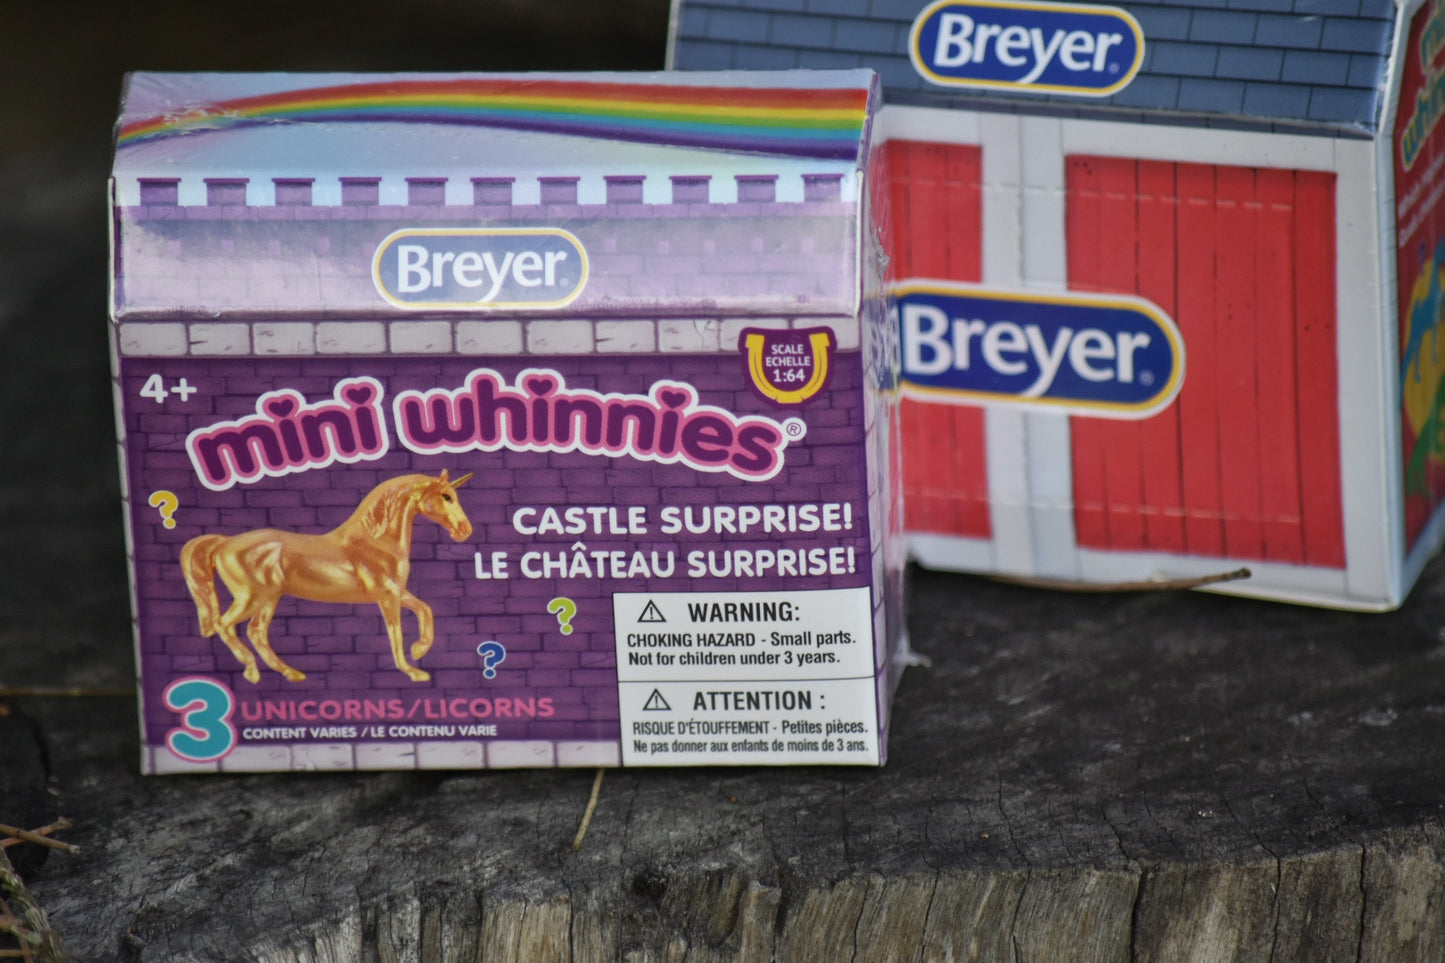 Breyer®
SCALE
ECHELLE
1:64
4+
mini whinnies®
CASTLE SURPRISE!
LE CHÂTEAU SURPRISE!
?
?
?
⚠ WARNING:
CHOKING HAZARD - Small parts.
Not for children under 3 years.
⚠ ATTENTION :
RISQUE D'ÉTOUFFEMENT - Petites pièces.
Ne pas donner aux enfants de moins de 3 ans.
3 UNICORNS/LICORNS
CONTENT VARIES / LE CONTENU VARIE
Breyer®
Breyer®